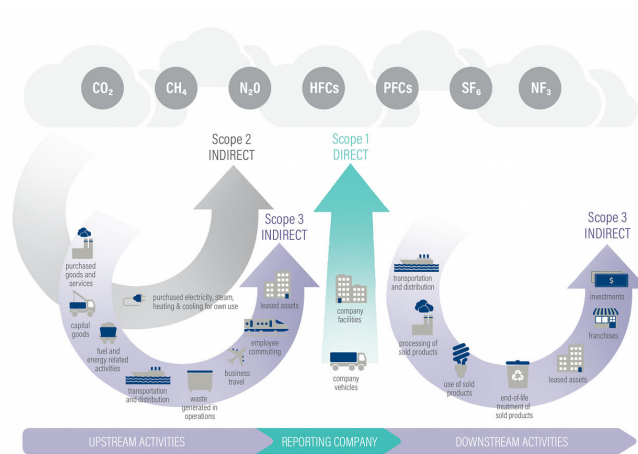 CO₂
CH₄
N₂0
HFCs
PFCs
SF₆
NF₃
Scope 2
INDIRECT
Scope 1
DIRECT
Scope 3
INDIRECT
Scope 3
INDIRECT
purchased
goods and
services
capital
goods
fuel and
energy related
activities
transportation
and distribution
waste
generated in
operations
business
travel
employee
commuting
leased assets
purchased electricity, steam,
heating & cooling for own use
company
facilities
company
vehicles
transportation
and distribution
processing of
sold products
use of sold
products
end-of-life
treatment of
sold products
leased assets
franchises
$
investments
UPSTREAM ACTIVITIES
REPORTING COMPANY
DOWNSTREAM ACTIVITIES